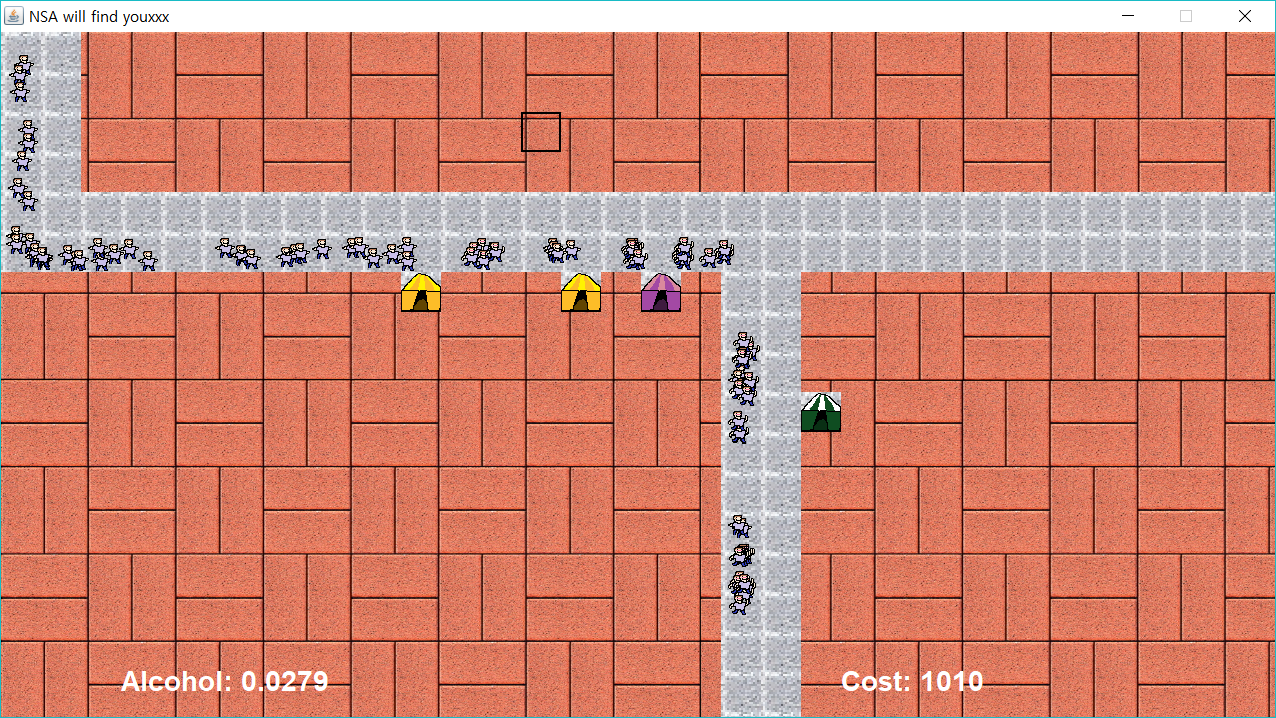 NSA will find youxxx
Alcohol: 0.0279
Cost: 1010